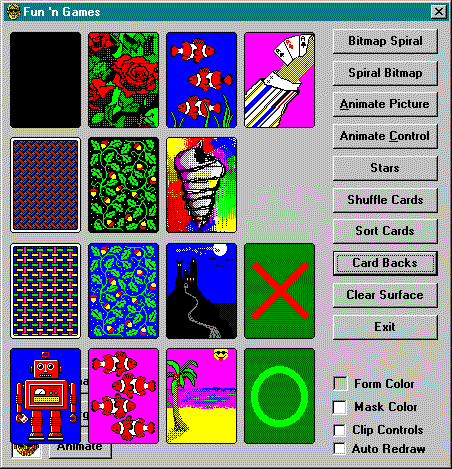 Fun 'n Games
Bitmap Spiral
Spiral Bitmap
Animate Picture
Animate Control
Stars
Shuffle Cards
Sort Cards
Card Backs
Clear Surface
Exit
Form Color
Mask Color
Clip Controls
Auto Redraw
Animate